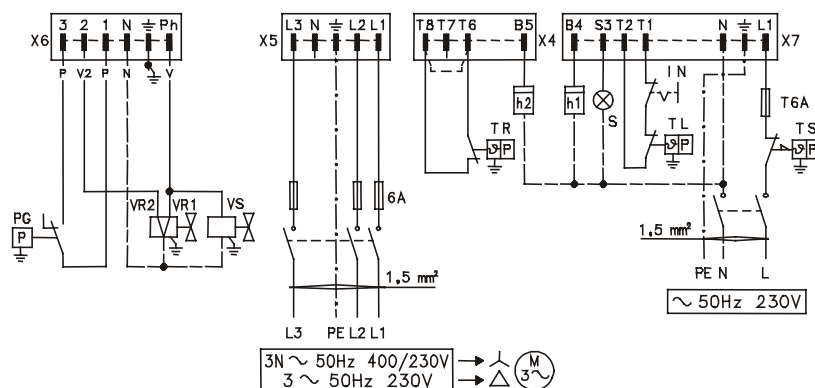 3 2 1 N Ph
X6
P V2 P N V
PG
P
VR2 VR1 VS
L3 N L2 L1
X5
6A
1,5 mm²
L3 PE L2 L1
3N ~ 50Hz 400/230V
3 ~ 50Hz 230V
M
3~
T8 T7 T6 B5
X4
h2
TR
ϑ P
B4 S3 T2 T1 N L1
X7
h1
S
IN
TL
ϑ P
T6A
TS
ϑ P
1,5 mm²
PE N L
~ 50Hz 230V